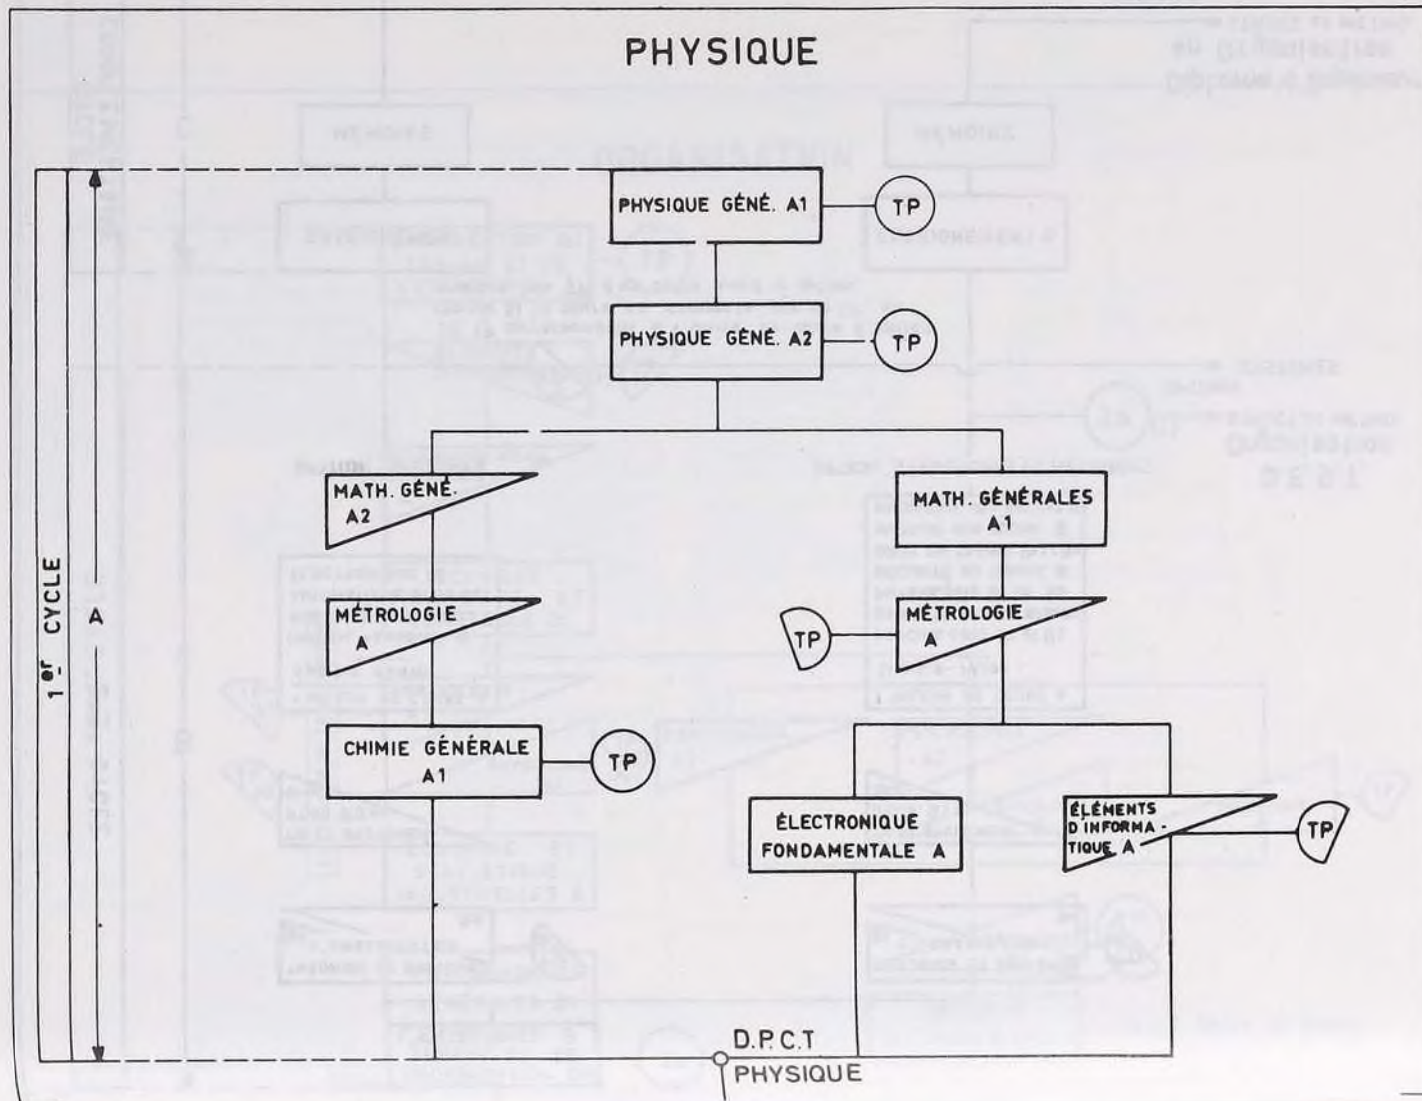 PHYSIQUE
PHYSIQUE GÉNÉ. A1
TP
PHYSIQUE GÉNÉ. A2
TP
MATH. GÉNÉ.
A2
MATH. GÉNÉRALES
A1
MÉTROLOGIE
A
TP
MÉTROLOGIE
A
CHIMIE GÉNÉRALE
A1
TP
ÉLECTRONIQUE
FONDAMENTALE A
ÉLÉMENTS
D'INFORMA-
TIQUE A
TP
1er CYCLE
A
D.P.C.T
PHYSIQUE